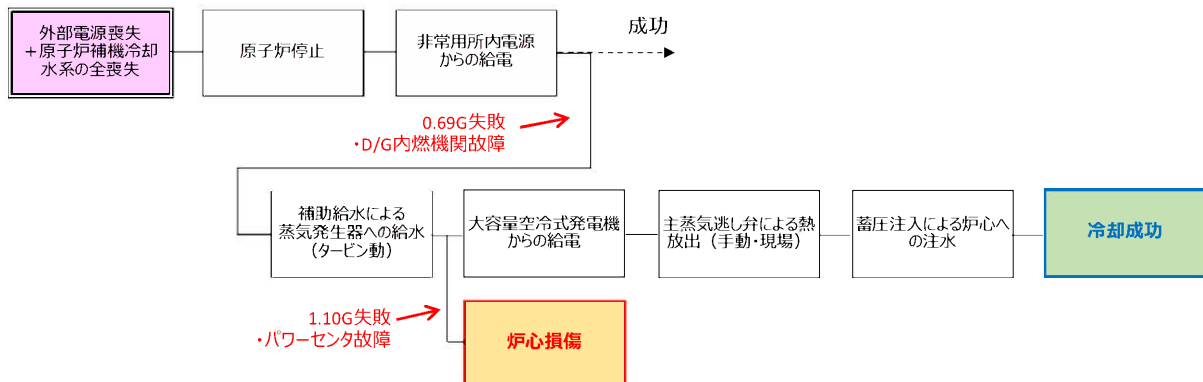 外部電源喪失
+原子炉補機冷却
水系の全喪失
原子炉停止
非常用所内電源
からの給電
成功
0.69G失敗
・D/G内燃機関故障
補助給水による
蒸気発生器への給水
(タービン動)
大容量空冷式発電機
からの給電
主蒸気逃し弁による熱
放出(手動・現場)
蓄圧注入による炉心へ
の注水
冷却成功
1.10G失敗
・パワーセンタ故障
炉心損傷